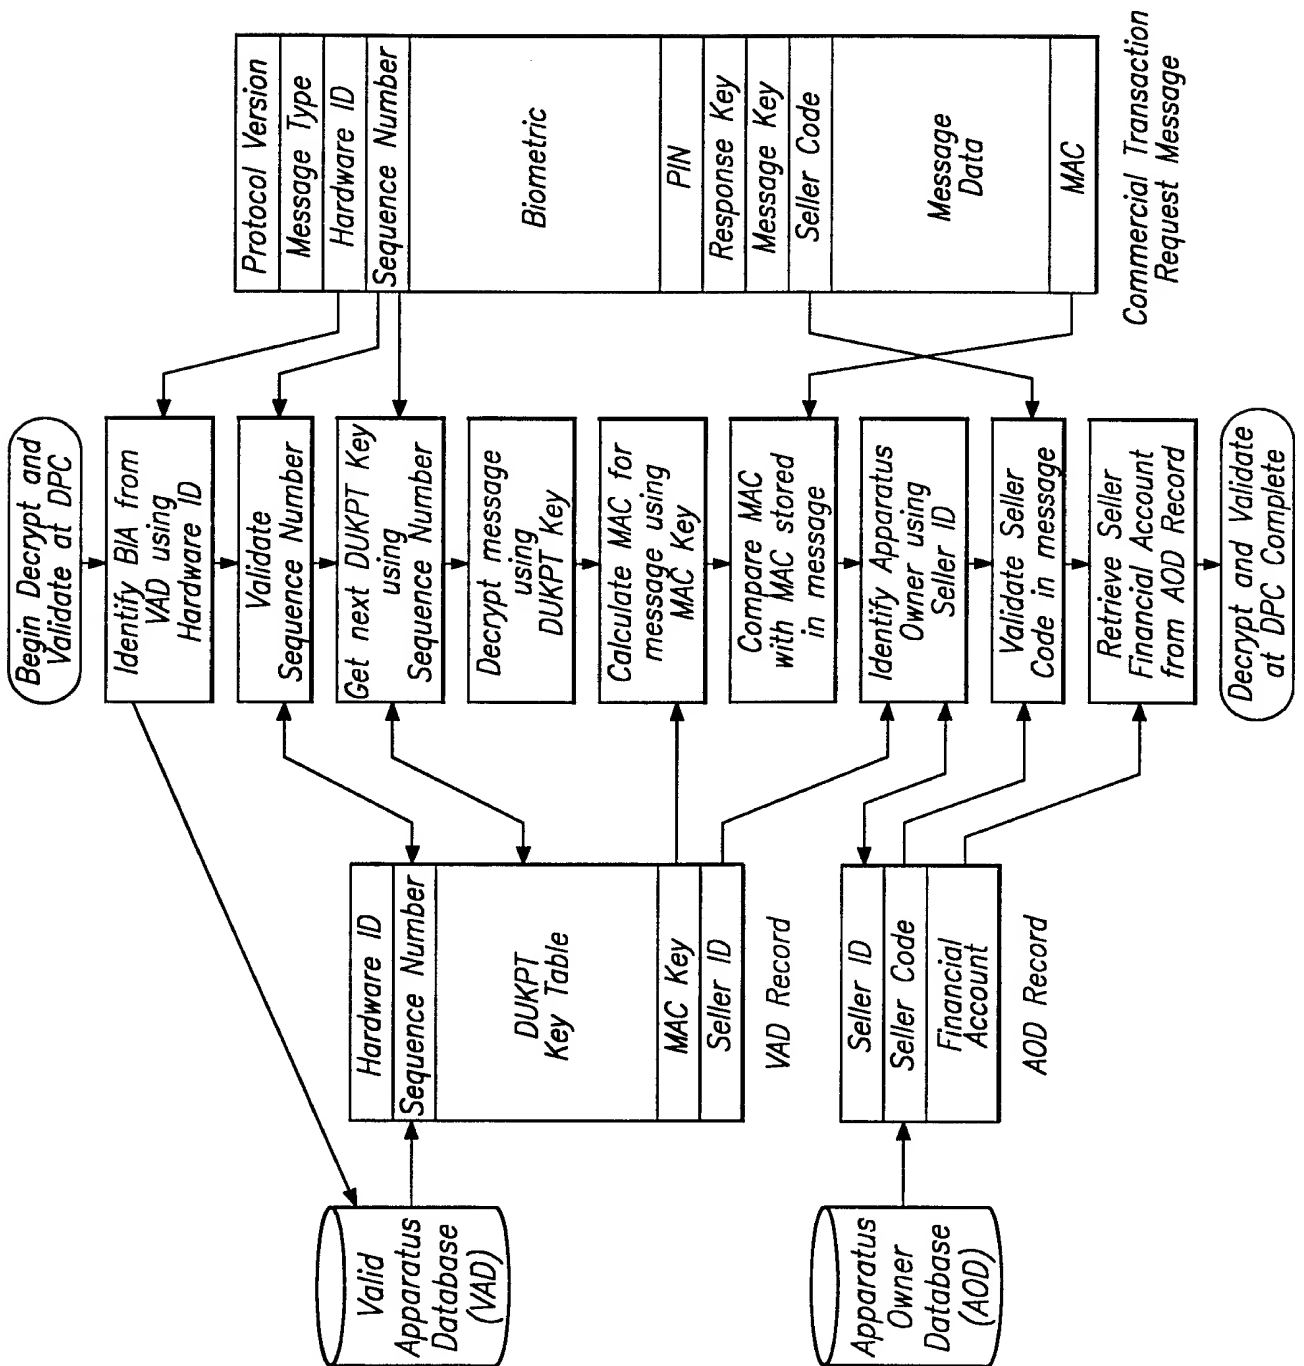 Begin Decrypt and
Validate at DPC
Identify BIA from
VAD using
Hardware ID
Validate
Sequence Number
Get next DUKPT Key
using
Sequence Number
Decrypt message
using
DUKPT Key
Calculate MAC for
message using
MAC Key
Compare MAC
with MAC stored
in message
Identify Apparatus
Owner using
Seller ID
Validate Seller
Code in message
Retrieve Seller
Financial Account
from AOD Record
Decrypt and Validate
at DPC Complete
Protocol Version
Message Type
Hardware ID
Sequence Number
Biometric
PIN
Response Key
Message Key
Seller Code
Message
Data
MAC
Commercial Transaction
Request Message
Hardware ID
Sequence Number
DUKPT
Key Table
MAC Key
Seller ID
VAD Record
Seller ID
Seller Code
Financial
Account
AOD Record
Valid
Apparatus
Database
(VAD)
Apparatus
Owner
Database
(AOD)